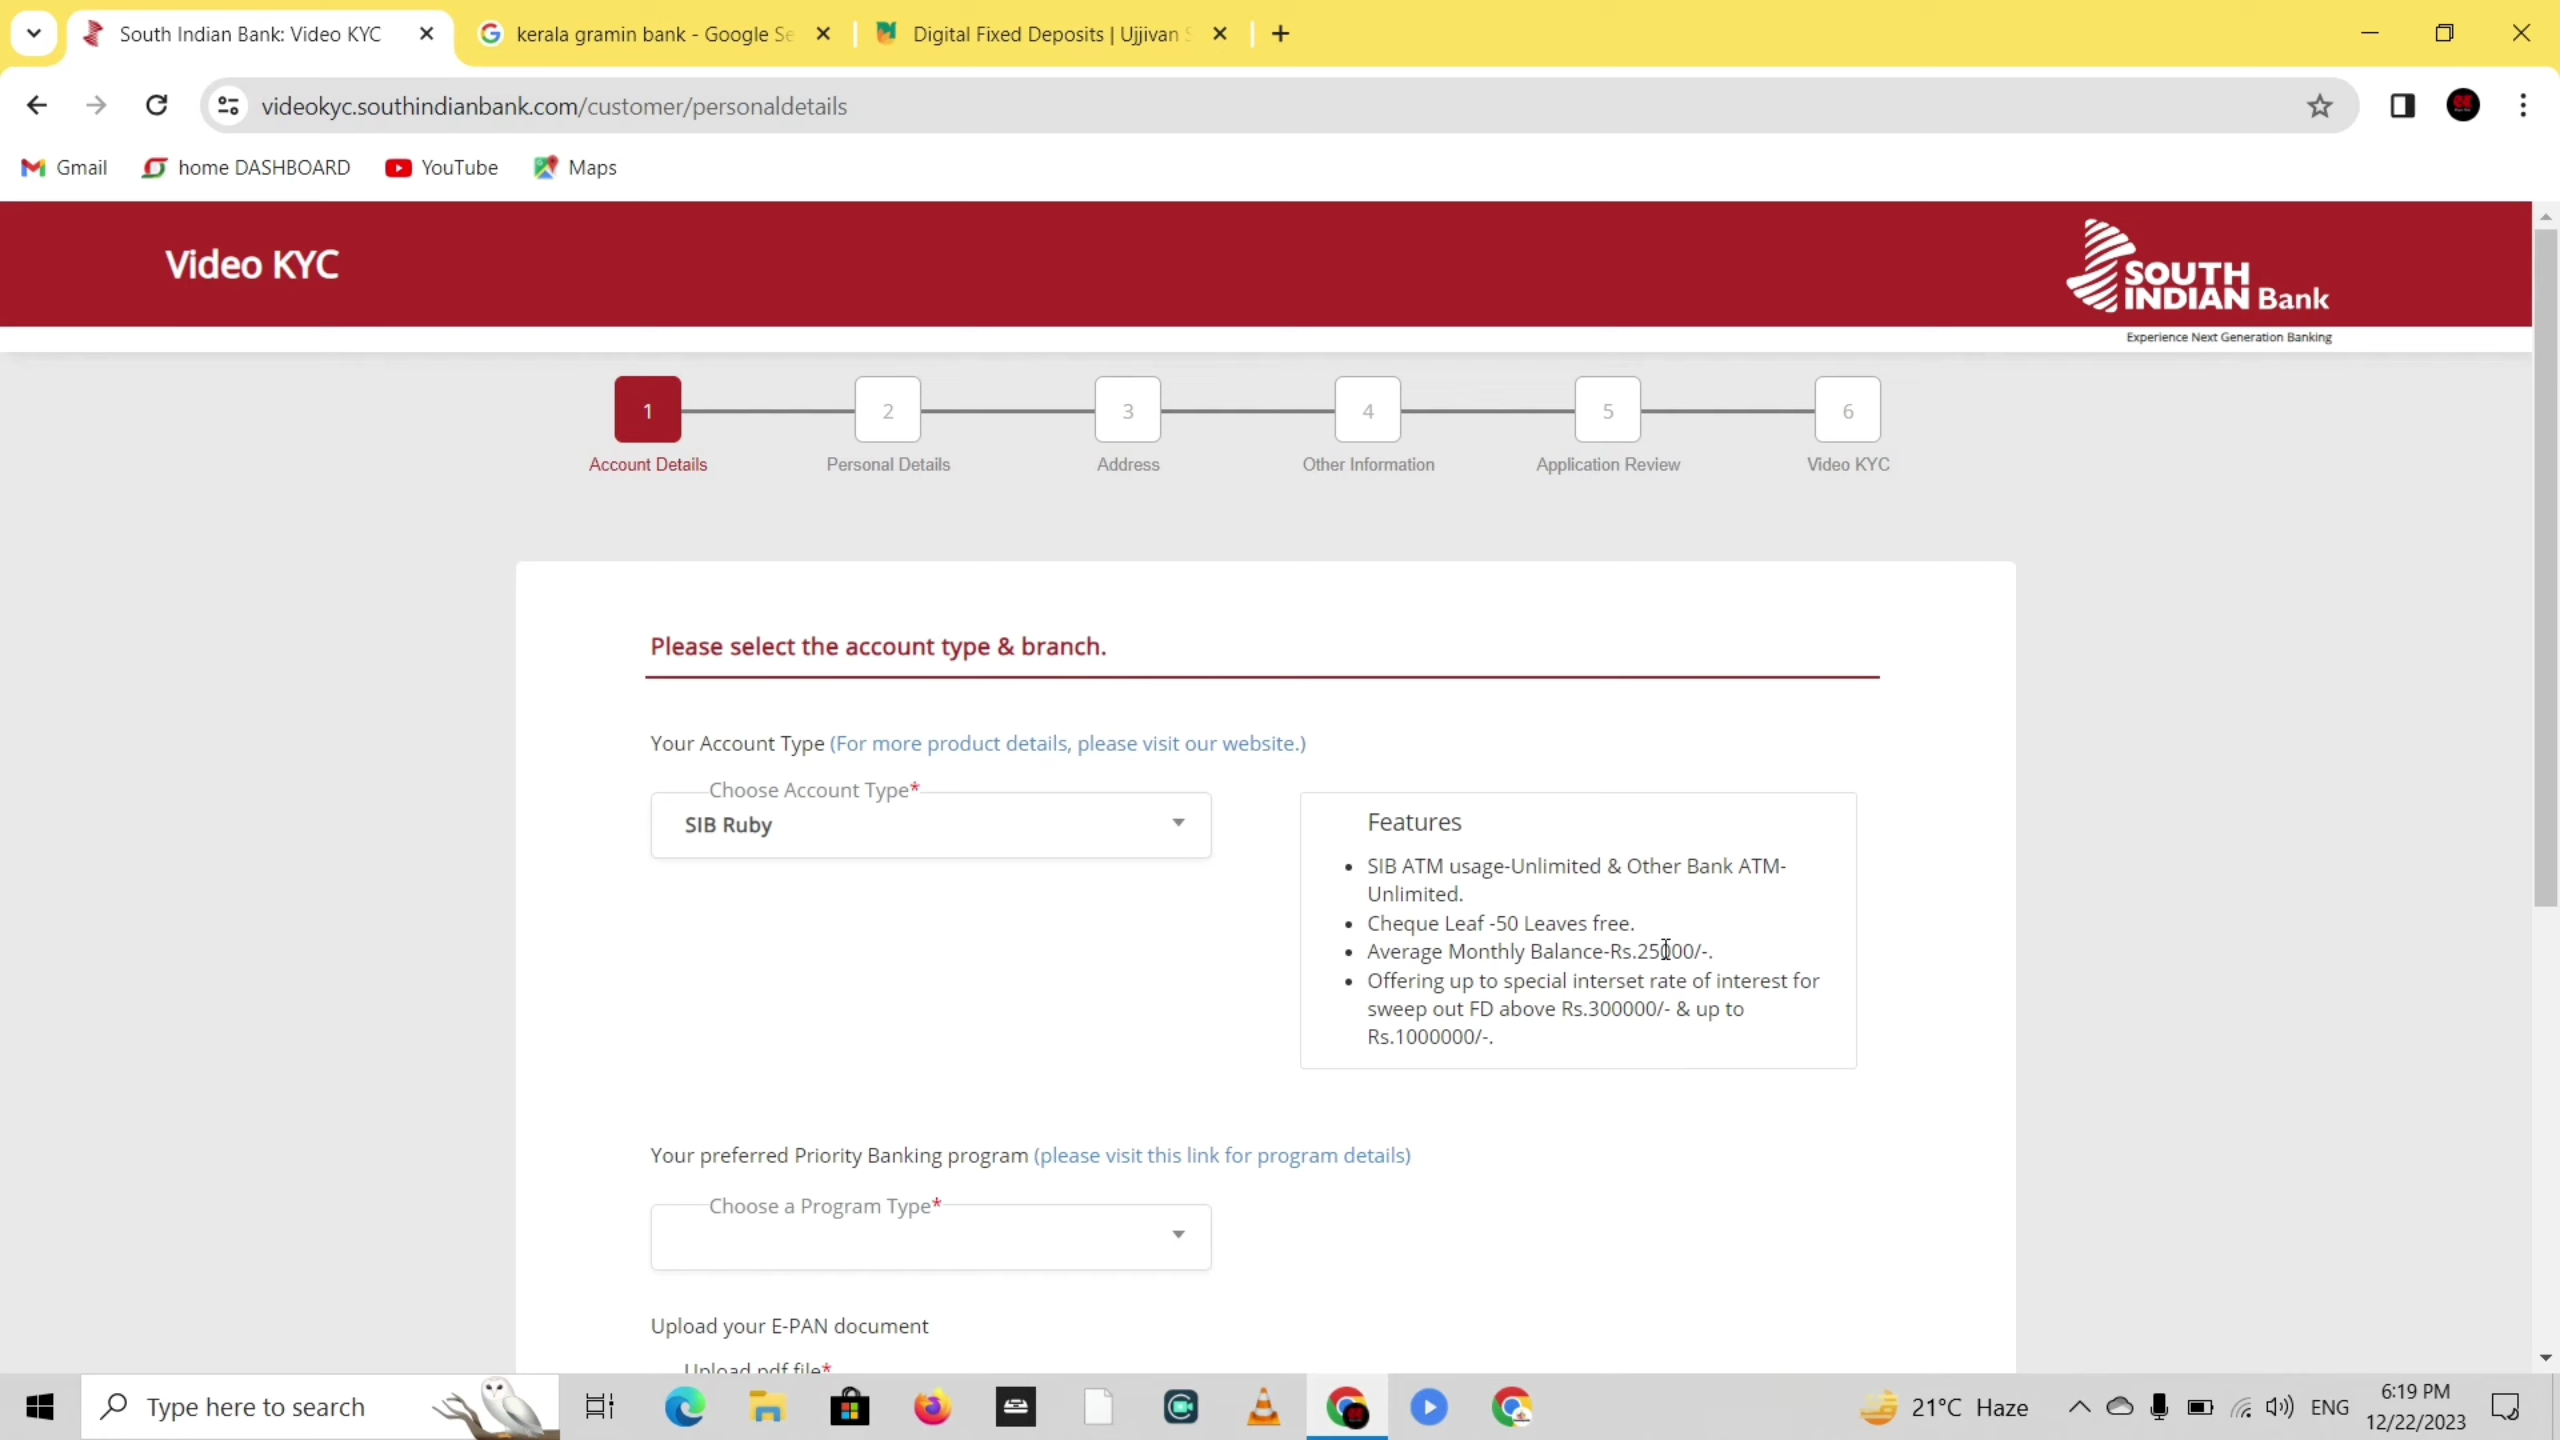 South Indian Bank: Video KYC
kerala gramin bank - Google Se
Digital Fixed Deposits | Ujjivan S
videokyc.southindianbank.com/customer/personaldetails
Gmail
home DASHBOARD
YouTube
Maps
Video KYC
SOUTH
INDIAN Bank
Experience Next Generation Banking
1
2
3
4
5
6
Account Details
Personal Details
Address
Other Information
Application Review
Video KYC
Please select the account type & branch.
Your Account Type (For more product details, please visit our website.)
Choose Account Type*
SIB Ruby
Features
SIB ATM usage-Unlimited & Other Bank ATM-
Unlimited.
Cheque Leaf -50 Leaves free.
Average Monthly Balance-Rs.25000/-.
Offering up to special interset rate of interest for
sweep out FD above Rs.300000/- & up to
Rs.1000000/-.
Your preferred Priority Banking program (please visit this link for program details)
Choose a Program Type*
Upload your E-PAN document
Upload pdf file*
Type here to search
21°C Haze
ENG
6:19 PM
12/22/2023